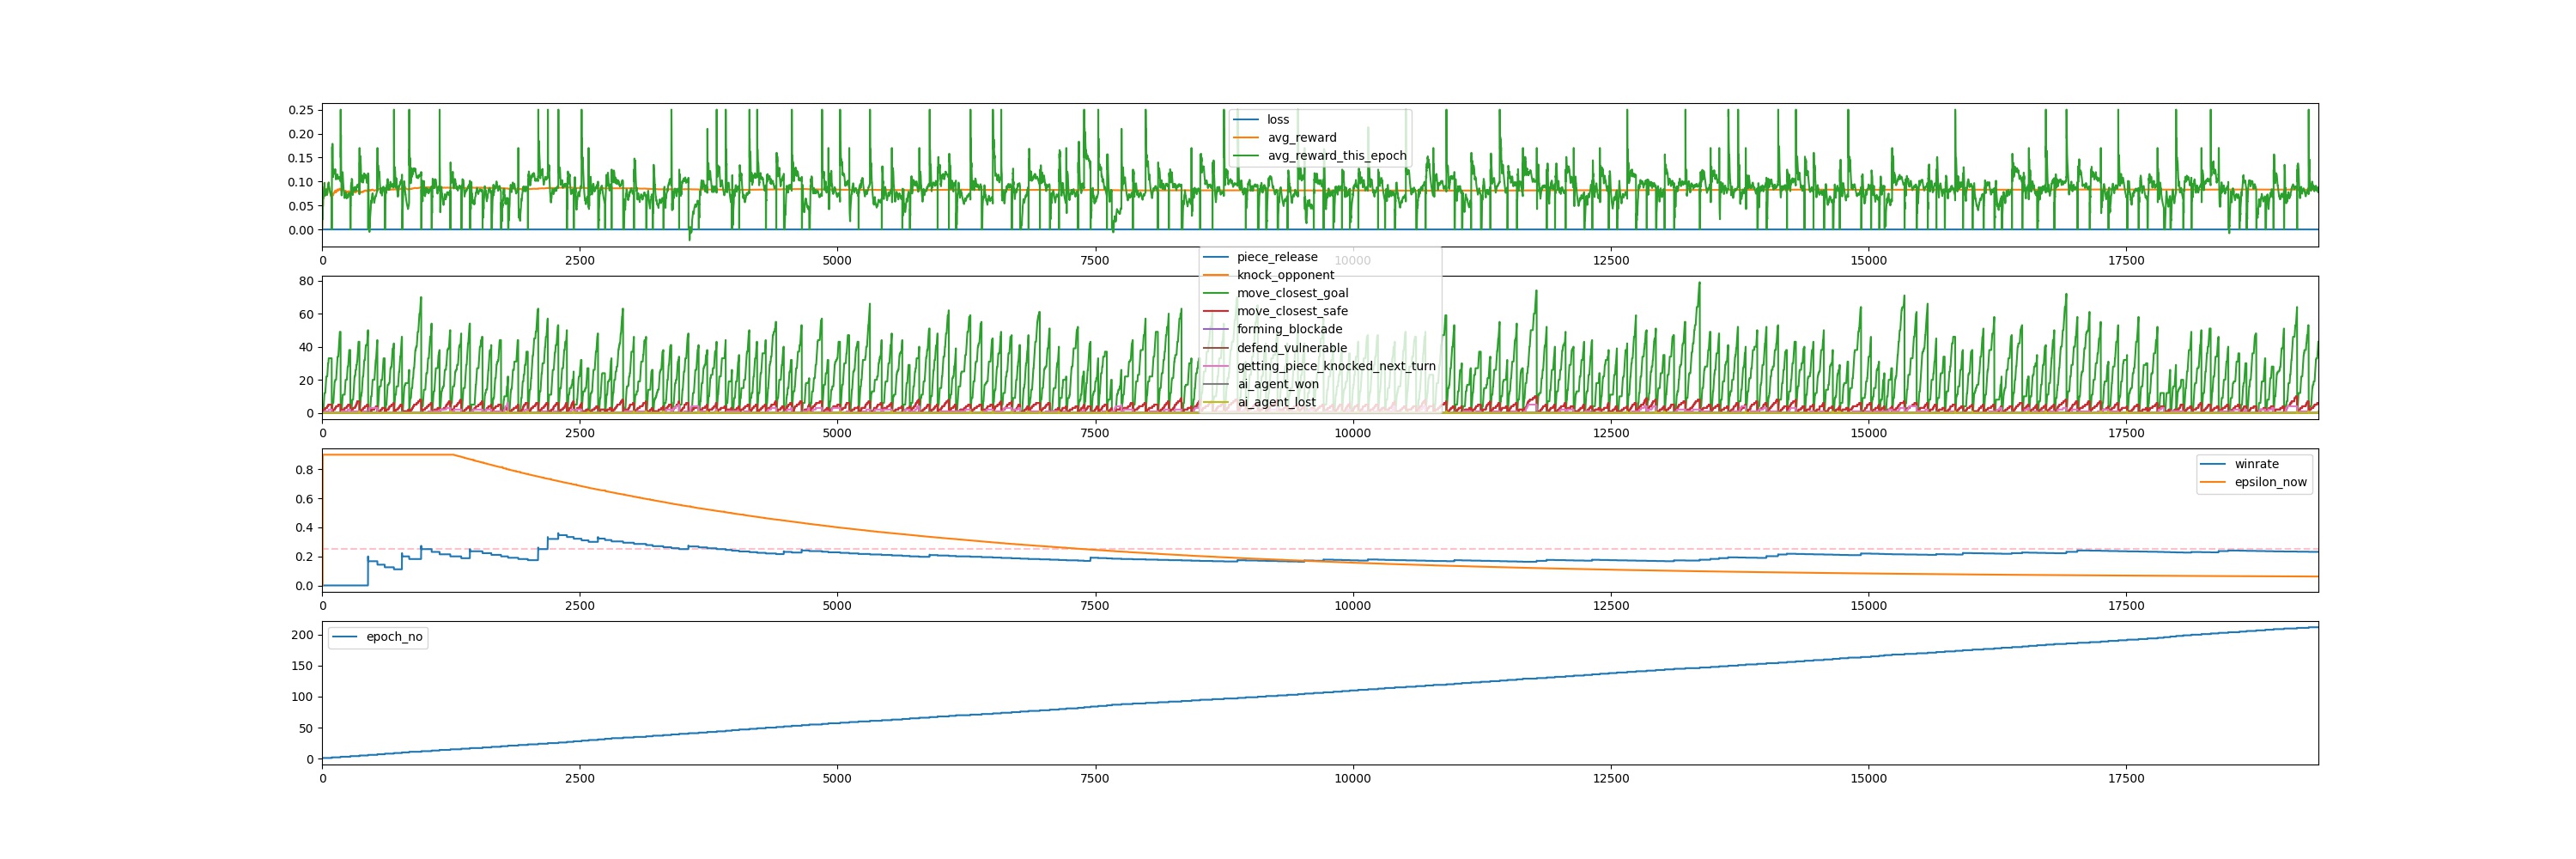 0.25
0.20
0.15
0.10
0.05
0.00
loss
avg_reward
avg_reward_this_epoch
0 2500 5000 7500 10000 12500 15000 17500
80
60
40
20
0
piece_release
knock_opponent
move_closest_goal
move_closest_safe
forming_blockade
defend_vulnerable
getting_piece_knocked_next_turn
ai_agent_won
ai_agent_lost
0 2500 5000 7500 10000 12500 15000 17500
0.8
0.6
0.4
0.2
0.0
winrate
epsilon_now
0 2500 5000 7500 10000 12500 15000 17500
200
150
100
50
0
epoch_no
0 2500 5000 7500 10000 12500 15000 17500